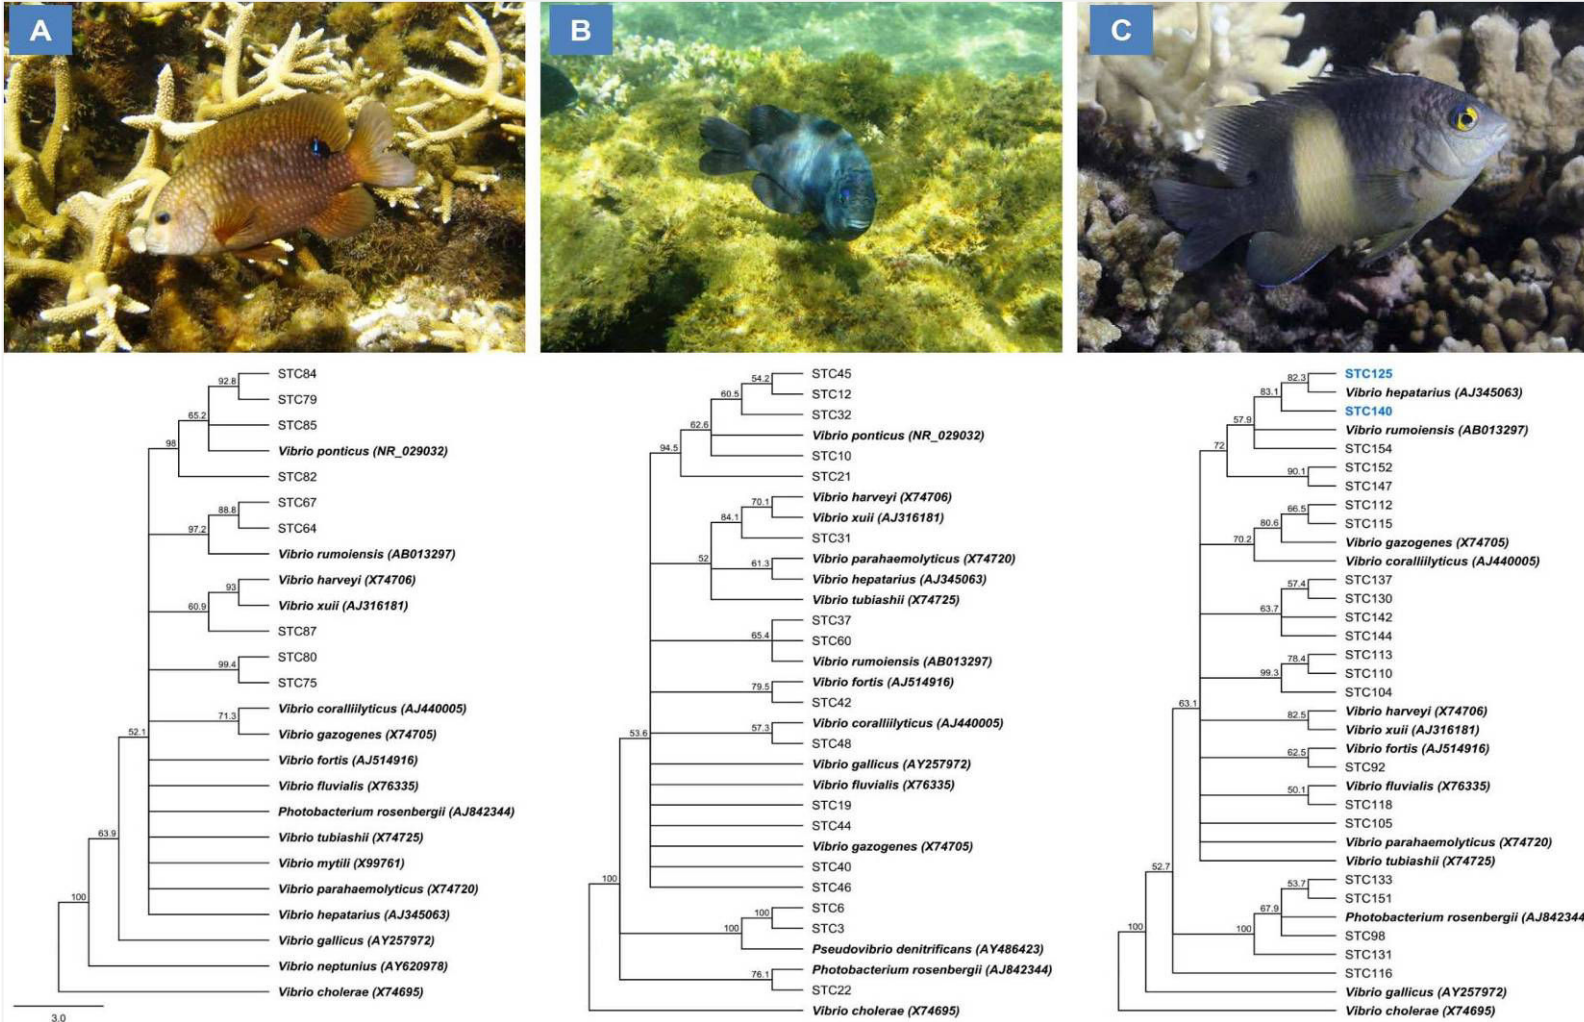 A
B
C
STC84
92.8
STC79
65.2
STC85
98
Vibrio ponticus (NR_029032)
STC82
STC67
88.8
STC64
97.2
Vibrio rumoiensis (AB013297)
Vibrio harveyi (X74706)
93
Vibrio xuii (AJ316181)
60.9
STC87
STC80
99.4
STC75
Vibrio coralliilyticus (AJ440005)
71.3
Vibrio gazogenes (X74705)
52.1
Vibrio fortis (AJ514916)
Vibrio fluvialis (X76335)
Photobacterium rosenbergii (AJ842344)
Vibrio tubiashii (X74725)
63.9
Vibrio mytili (X99761)
Vibrio parahaemolyticus (X74720)
100
Vibrio hepatarius (AJ345063)
Vibrio gallicus (AY257972)
Vibrio neptunius (AY620978)
Vibrio cholerae (X74695)
3.0
STC45
54.2
STC12
60.5
STC32
62.6
Vibrio ponticus (NR_029032)
94.5
STC10
STC21
Vibrio harveyi (X74706)
70.1
Vibrio xuii (AJ316181)
84.1
STC31
52
Vibrio parahaemolyticus (X74720)
61.3
Vibrio hepatarius (AJ345063)
Vibrio tubiashii (X74725)
STC37
65.4
STC60
Vibrio rumoiensis (AB013297)
Vibrio fortis (AJ514916)
79.5
STC42
Vibrio coralliilyticus (AJ440005)
57.3
STC48
53.6
Vibrio gallicus (AY257972)
Vibrio fluvialis (X76335)
STC19
STC44
Vibrio gazogenes (X74705)
STC40
100
STC46
STC6
100
STC3
100
Pseudovibrio denitrificans (AY486423)
Photobacterium rosenbergii (AJ842344)
76.1
STC22
Vibrio cholerae (X74695)
STC125
82.3
Vibrio hepatarius (AJ345063)
83.1
STC140
57.9
Vibrio rumoiensis (AB013297)
72
STC154
STC152
90.1
STC147
STC112
66.5
STC115
80.6
Vibrio gazogenes (X74705)
70.2
Vibrio coralliilyticus (AJ440005)
STC137
57.4
STC130
63.7
STC142
STC144
STC113
78.4
STC110
99.3
STC104
63.1
Vibrio harveyi (X74706)
82.5
Vibrio xuii (AJ316181)
Vibrio fortis (AJ514916)
62.5
STC92
Vibrio fluvialis (X76335)
50.1
STC118
STC105
Vibrio parahaemolyticus (X74720)
Vibrio tubiashii (X74725)
52.7
STC133
53.7
STC151
67.9
Photobacterium rosenbergii (AJ842344
100
STC98
100
STC131
STC116
Vibrio gallicus (AY257972)
Vibrio cholerae (X74695)